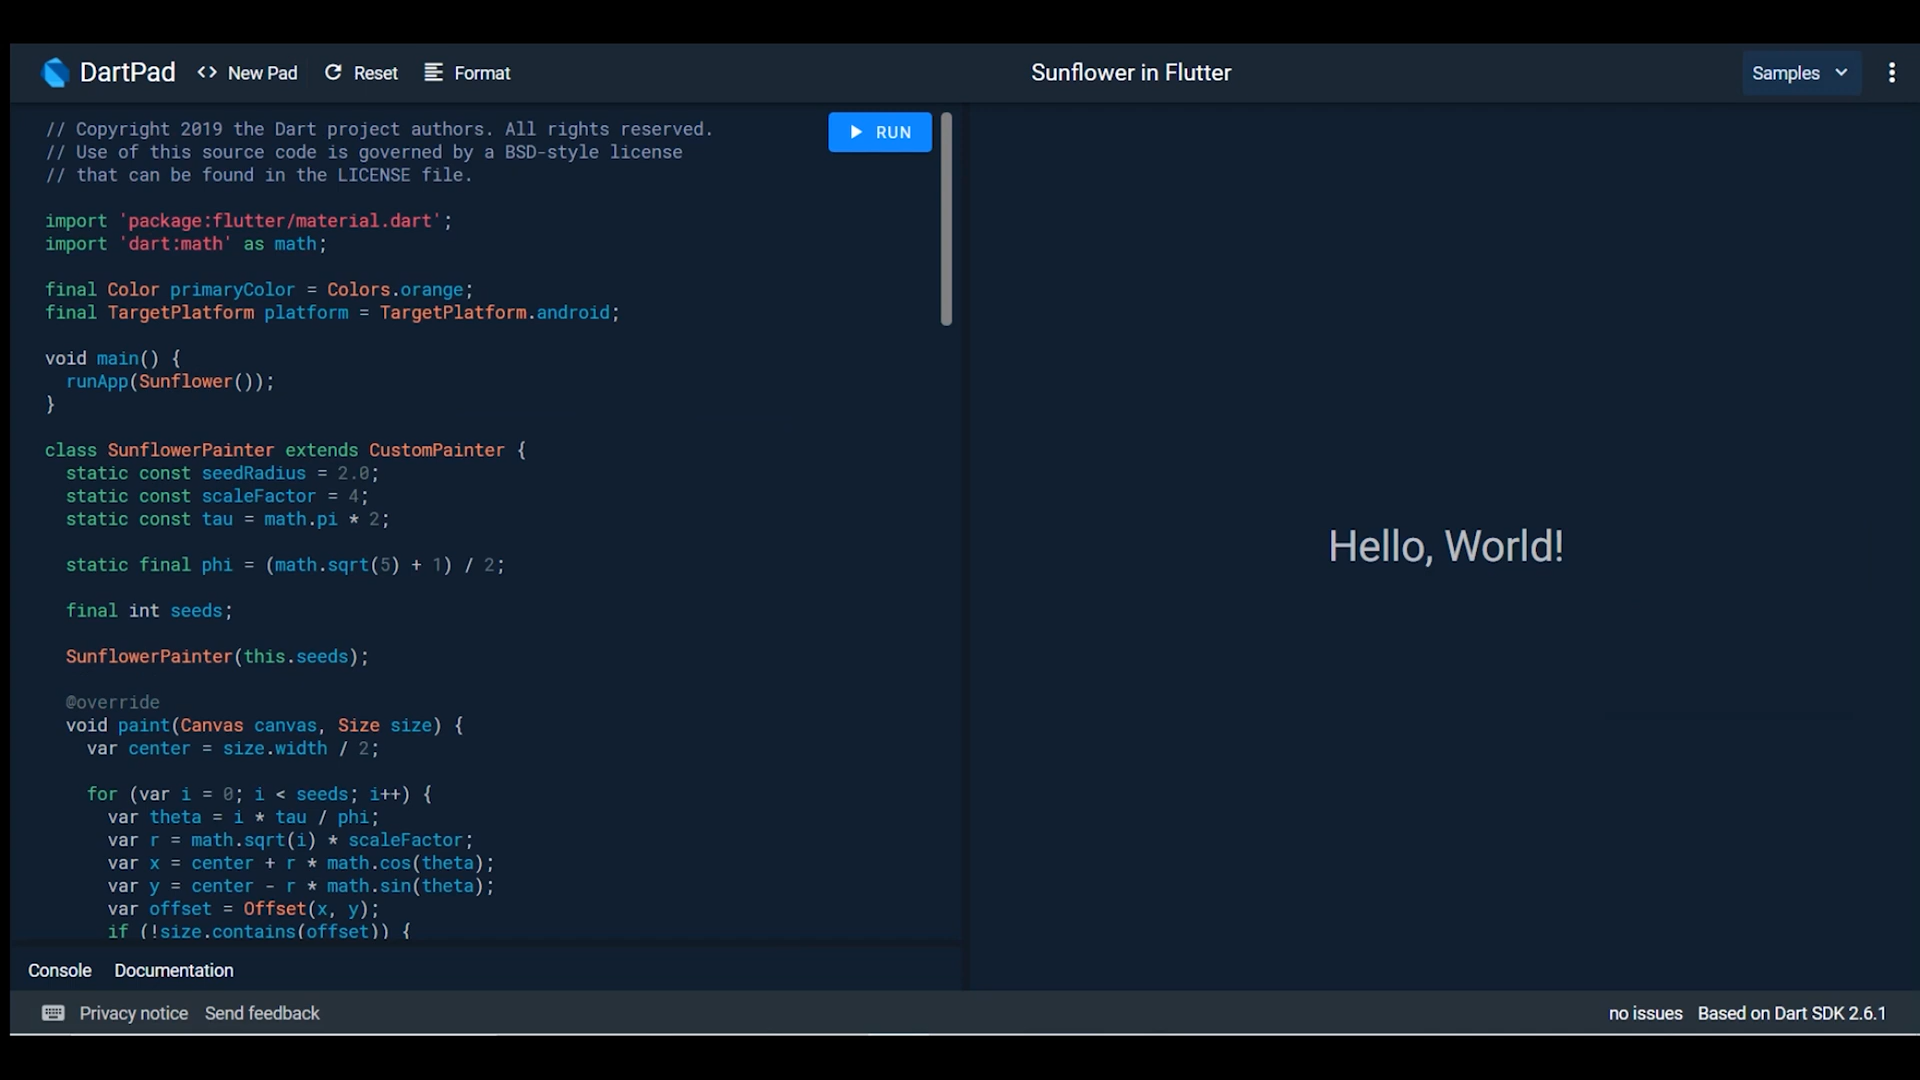 DartPad <> New Pad Reset Format Sunflower in Flutter Samples
// Copyright 2019 the Dart project authors. All rights reserved.
// Use of this source code is governed by a BSD-style license
// that can be found in the LICENSE file.
RUN
import 'package:flutter/material.dart';
import 'dart:math' as math;
final Color primaryColor = Colors.orange;
final TargetPlatform platform = TargetPlatform.android;
void main() {
runApp(Sunflower());
}
class SunflowerPainter extends CustomPainter {
static const seedRadius = 2.0;
static const scaleFactor = 4;
static const tau = math.pi * 2;
static final phi = (math.sqrt(5) + 1) / 2;
final int seeds;
SunflowerPainter(this.seeds);
@override
void paint(Canvas canvas, Size size) {
var center = size.width / 2;
for (var i = 0; i < seeds; i++) {
var theta = i * tau / phi;
var r = math.sqrt(i) * scaleFactor;
var x = center + r * math.cos(theta);
var y = center - r * math.sin(theta);
var offset = Offset(x, y);
if (!size.contains(offset)) {
Hello, World!
Console Documentation
Privacy notice Send feedback no issues Based on Dart SDK 2.6.1